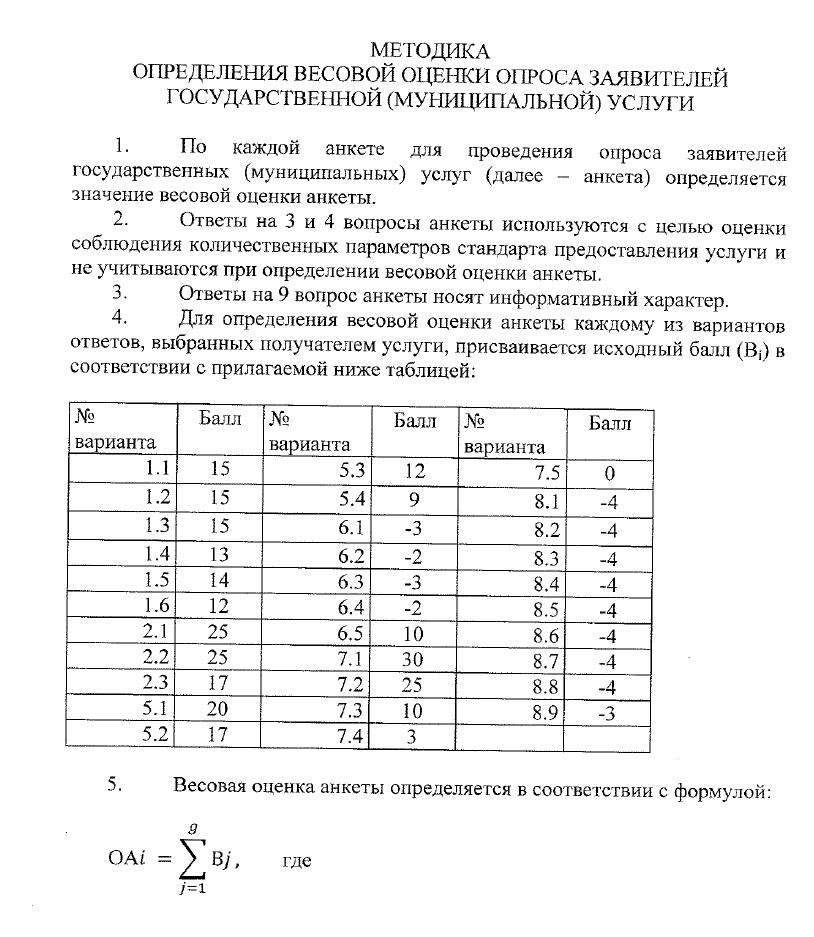 МЕТОДИКА
ОПРЕДЕЛЕНИЯ ВЕСОВОЙ ОЦЕНКИ ОПРОСА ЗАЯВИТЕЛЕЙ
ГОСУДАРСТВЕННОЙ (МУНИЦИПАЛЬНОЙ) УСЛУГИ
1. По каждой анкете для проведения опроса заявителей
государственных (муниципальных) услуг (далее – анкета) определяется
значение весовой оценки анкеты.
2. Ответы на 3 и 4 вопросы анкеты используются с целью оценки
соблюдения количественных параметров стандарта предоставления услуги и
не учитываются при определении весовой оценки анкеты.
3. Ответы на 9 вопрос анкеты носят информативный характер.
4. Для определения весовой оценки анкеты каждому из вариантов
ответов, выбранных получателем услуги, присваивается исходный балл (Bi) в
соответствии с прилагаемой ниже таблицей:
№ Балл № Балл № Балл
варианта варианта варианта
1.1 15 5.3 12 7.5 0
1.2 15 5.4 9 8.1 -4
1.3 15 6.1 -3 8.2 -4
1.4 13 6.2 -2 8.3 -4
1.5 14 6.3 -3 8.4 -4
1.6 12 6.4 -2 8.5 -4
2.1 25 6.5 10 8.6 -4
2.2 25 7.1 30 8.7 -4
2.3 17 7.2 25 8.8 -4
5.1 20 7.3 10 8.9 -3
5.2 17 7.4 3
5. Весовая оценка анкеты определяется в соответствии с формулой:
g
OAi = ∑ Bj, где
j=1